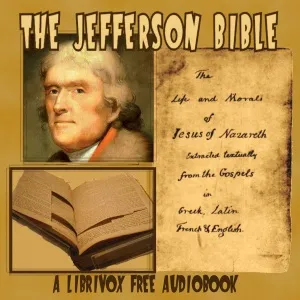 THE JEFFERSON BIBLE
The
Life and Morals
of
Jesus of Nazareth
Extracted textually
from the Gospels
in
Greek, Latin
French & English.
A LIBRIVOX FREE AUDIOBOOK